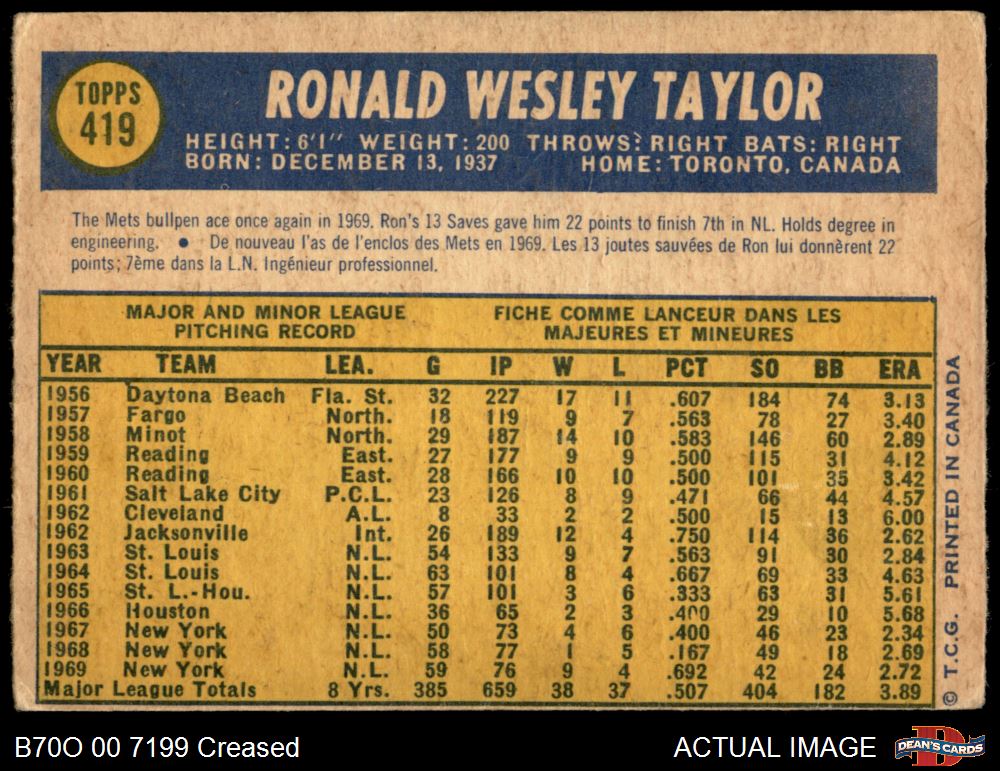 TOPPS
419
RONALD WESLEY TAYLOR
HEIGHT: 6'1" WEIGHT: 200 THROWS: RIGHT BATS: RIGHT
BORN: DECEMBER 13, 1937 HOME: TORONTO, CANADA
The Mets bullpen ace once again in 1969. Ron's 13 Saves gave him 22 points to finish 7th in NL. Holds degree in
engineering. • De nouveau l'as de l'enclos des Mets en 1969. Les 13 joutes sauvées de Ron lui donnèrent 22
points; 7ème dans la L.N. Ingénieur professionnel.
MAJOR AND MINOR LEAGUE FICHE COMME LANCEUR DANS LES
PITCHING RECORD MAJEURES ET MINEURES
YEAR TEAM LEA. G IP W L PCT SO BB ERA
1956 Daytona Beach Fla. St. 32 227 17 11 .607 184 74 3.13
1957 Fargo North. 18 119 9 7 .563 78 27 3.40
1958 Minot North. 29 187 14 10 .583 146 60 2.89
1959 Reading East. 27 177 9 9 .500 115 31 4.12
1960 Reading East. 28 166 10 10 .500 101 35 3.42
1961 Salt Lake City P.C.L. 23 126 8 9 .471 66 44 4.57
1962 Cleveland A.L. 8 33 2 2 .500 15 13 6.00
1962 Jacksonville Int. 26 189 12 4 .750 114 36 2.62
1963 St. Louis N.L. 54 133 9 7 .563 91 30 2.84
1964 St. Louis N.L. 63 101 8 4 .667 69 33 4.63
1965 St. L.-Hou. N.L. 57 101 3 6 .333 63 31 5.61
1966 Houston N.L. 36 65 2 3 .400 29 10 5.68
1967 New York N.L. 50 73 4 6 .400 46 23 2.34
1968 New York N.L. 58 77 1 5 .167 49 18 2.69
1969 New York N.L. 59 76 9 4 .692 42 24 2.72
Major League Totals 8 Yrs. 385 659 38 37 .507 404 182 3.89
© T.C.G. PRINTED IN CANADA
B70O 00 7199 Creased
ACTUAL IMAGE
D
DEAN'S CARDS